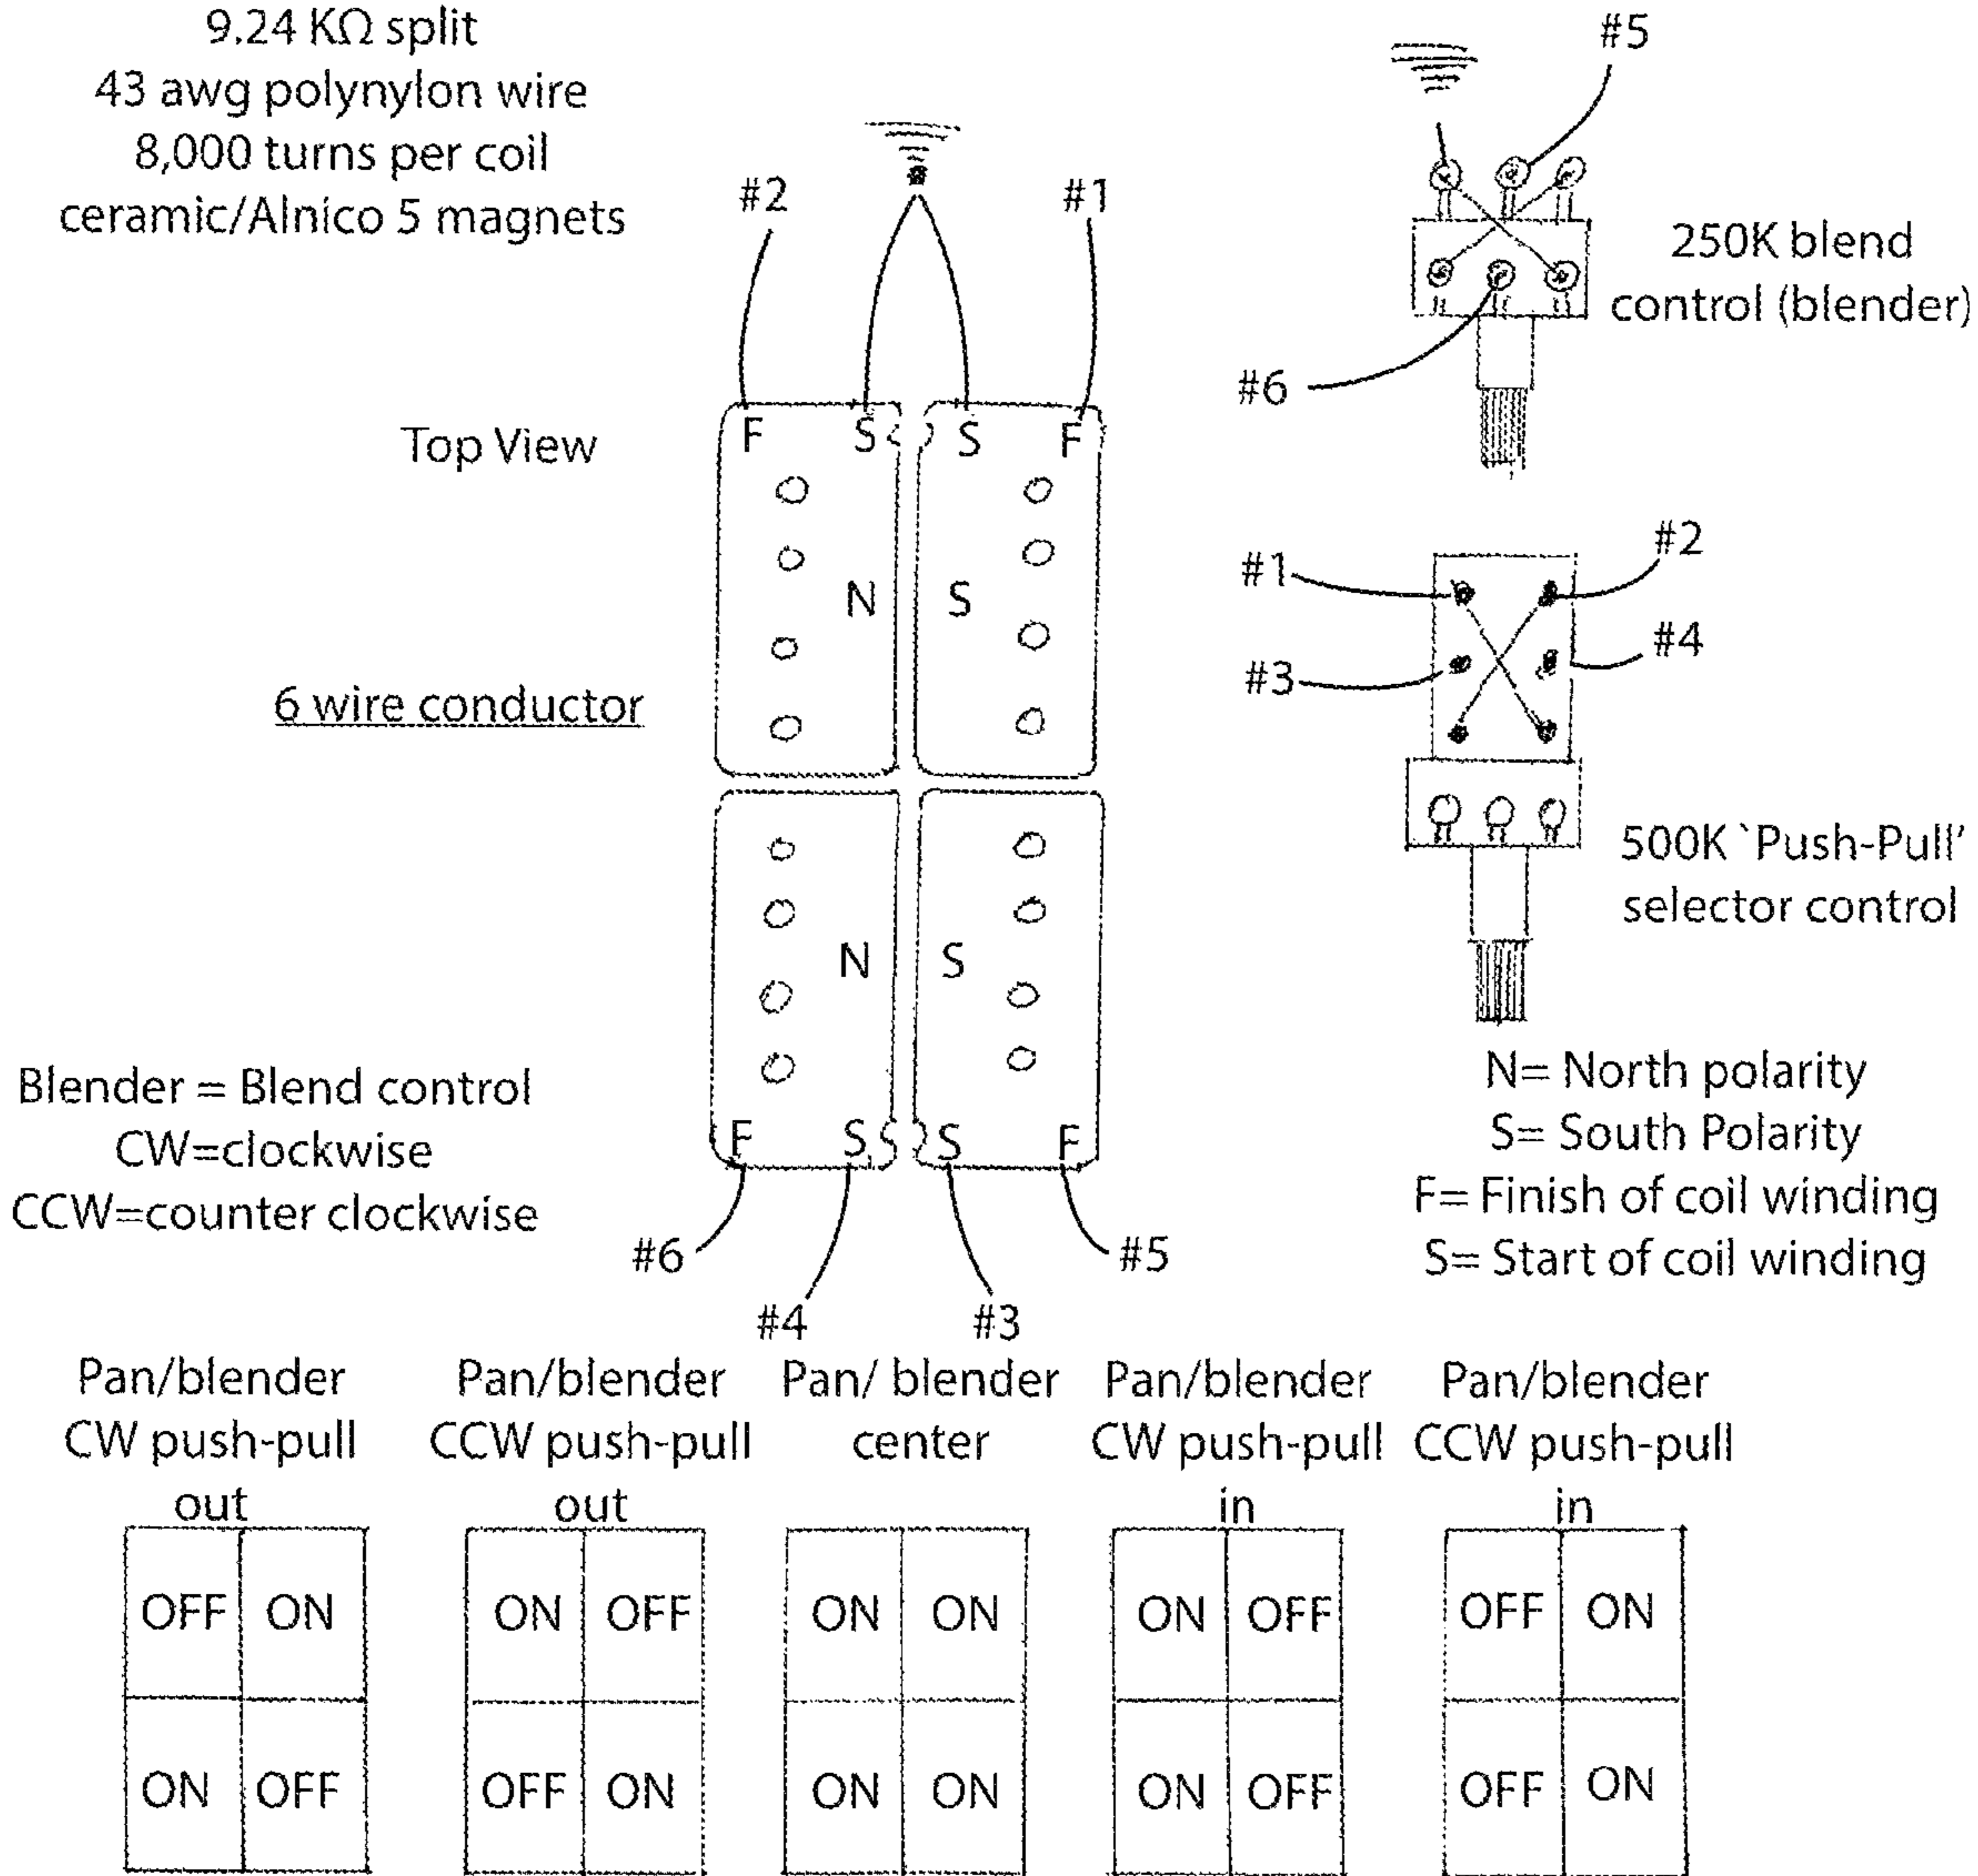 9.24 KΩ split
43 awg polynylon wire
8,000 turns per coil
ceramic/Alnico 5 magnets
#2
#1
#5
250K blend
control (blender)
#6
Top View
F
S
S
F
N
S
6 wire conductor
#1
#2
#3
#4
500K `Push-Pull'
selector control
N
S
F
S
S
F
#6
#4
#3
#5
Blender = Blend control
CW=clockwise
CCW=counter clockwise
N= North polarity
S= South Polarity
F= Finish of coil winding
S= Start of coil winding
Pan/blender
CW push-pull
out
OFF ON
ON OFF
Pan/blender
CCW push-pull
out
ON OFF
OFF ON
Pan/ blender
center
ON ON
ON ON
Pan/blender
CW push-pull
in
ON OFF
ON OFF
Pan/blender
CCW push-pull
in
OFF ON
OFF ON